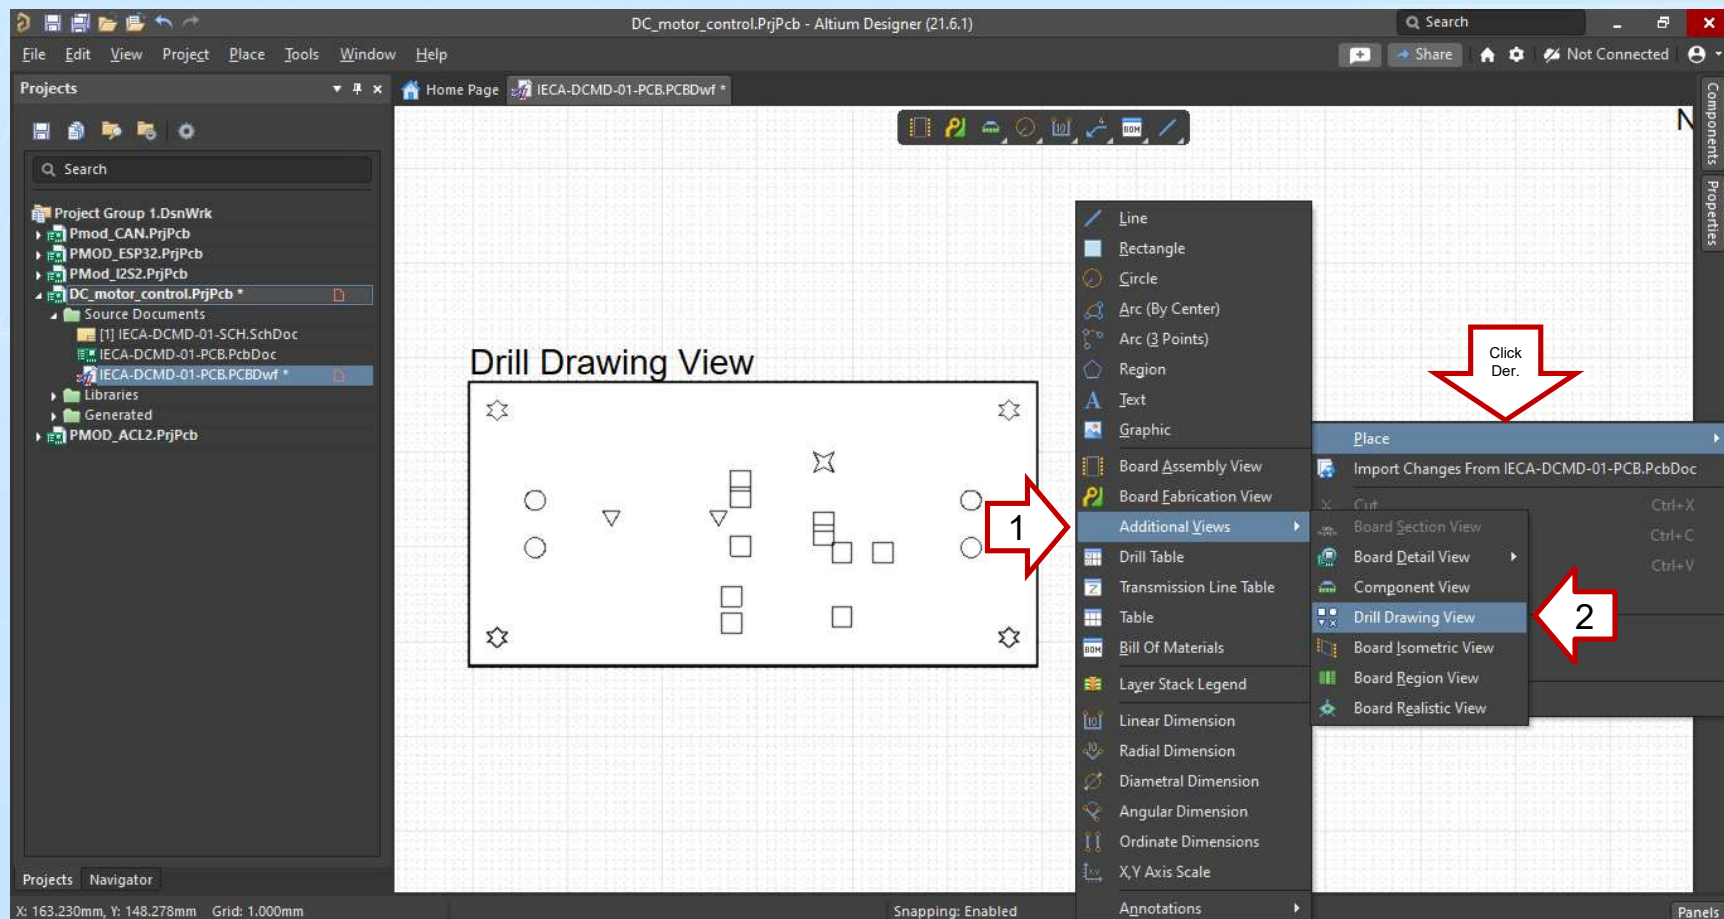 DC_motor_control.PrjPcb - Altium Designer (21.6.1)
Search
File Edit View Project Place Tools Window Help
Share
Not Connected
Projects
Home Page
IECA-DCMD-01-PCB.PCBDwf *
Search
Project Group 1.DsnWrk
Pmod_CAN.PrjPcb
PMOD_ESP32.PrjPcb
PMod_I2S2.PrjPcb
DC_motor_control.PrjPcb *
Source Documents
[1] IECA-DCMD-01-SCH.SchDoc
IECA-DCMD-01-PCB.PcbDoc
IECA-DCMD-01-PCB.PCBDwf *
Libraries
Generated
PMOD_ACL2.PrjPcb
Projects Navigator
X: 163.230mm, Y: 148.278mm Grid: 1.000mm
Snapping: Enabled
Panels
Components
Properties
N
BOM
Drill Drawing View
Line
Rectangle
Circle
Arc (By Center)
Arc (3 Points)
Region
Text
Graphic
Board Assembly View
Board Fabrication View
Additional Views
Drill Table
Transmission Line Table
Table
Bill Of Materials
Layer Stack Legend
Linear Dimension
Radial Dimension
Diametral Dimension
Angular Dimension
Ordinate Dimensions
X,Y Axis Scale
Annotations
1
Click
Der.
Place
Import Changes From IECA-DCMD-01-PCB.PcbDoc
Cut Ctrl+X
Ctrl+C
Ctrl+V
Board Section View
Board Detail View
Component View
Drill Drawing View
Board Isometric View
Board Region View
Board Realistic View
2